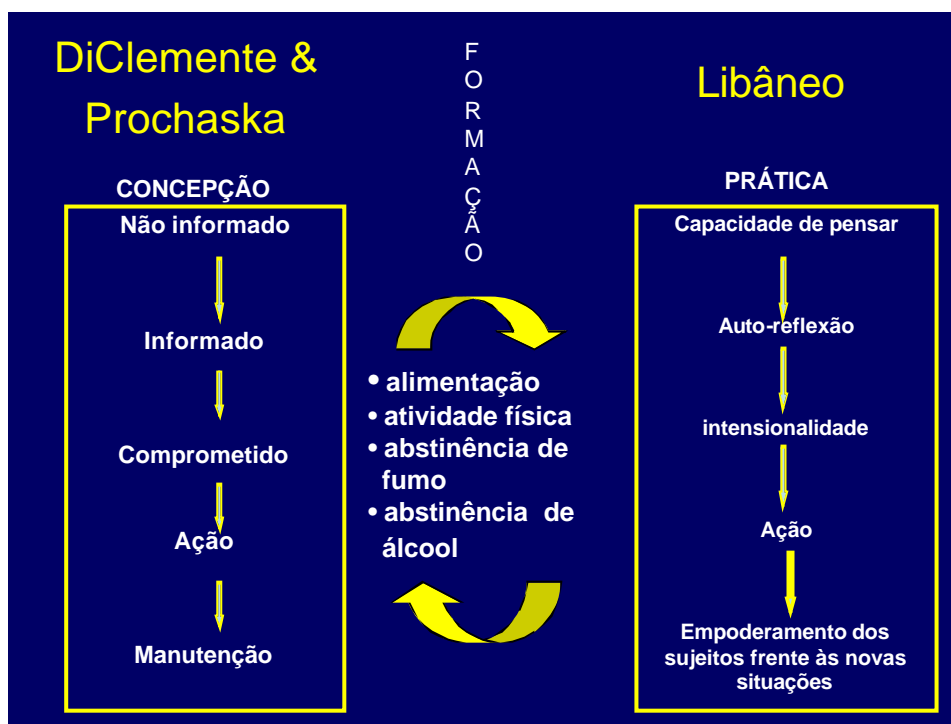 DiClemente &
Prochaska
CONCEPÇÃO
Não informado
Informado
Comprometido
Ação
Manutenção
F
O
R
M
A
Ç
Ã
O
• alimentação
• atividade física
• abstinência de
fumo
• abstinência de
álcool
Libâneo
PRÁTICA
Capacidade de pensar
Auto-reflexão
intensionalidade
Ação
Empoderamento dos
sujeitos frente às novas
situações